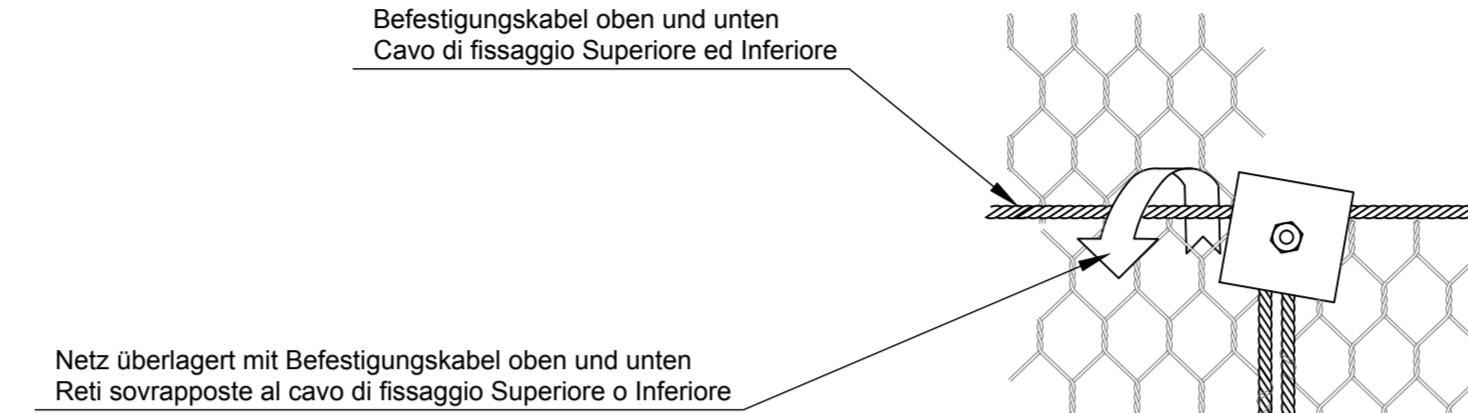 Befestigungskabel oben und unten
Cavo di fissaggio Superiore ed Inferiore
Netz überlagert mit Befestigungskabel oben und unten
Reti sovrapposte al cavo di fissaggio Superiore o Inferiore